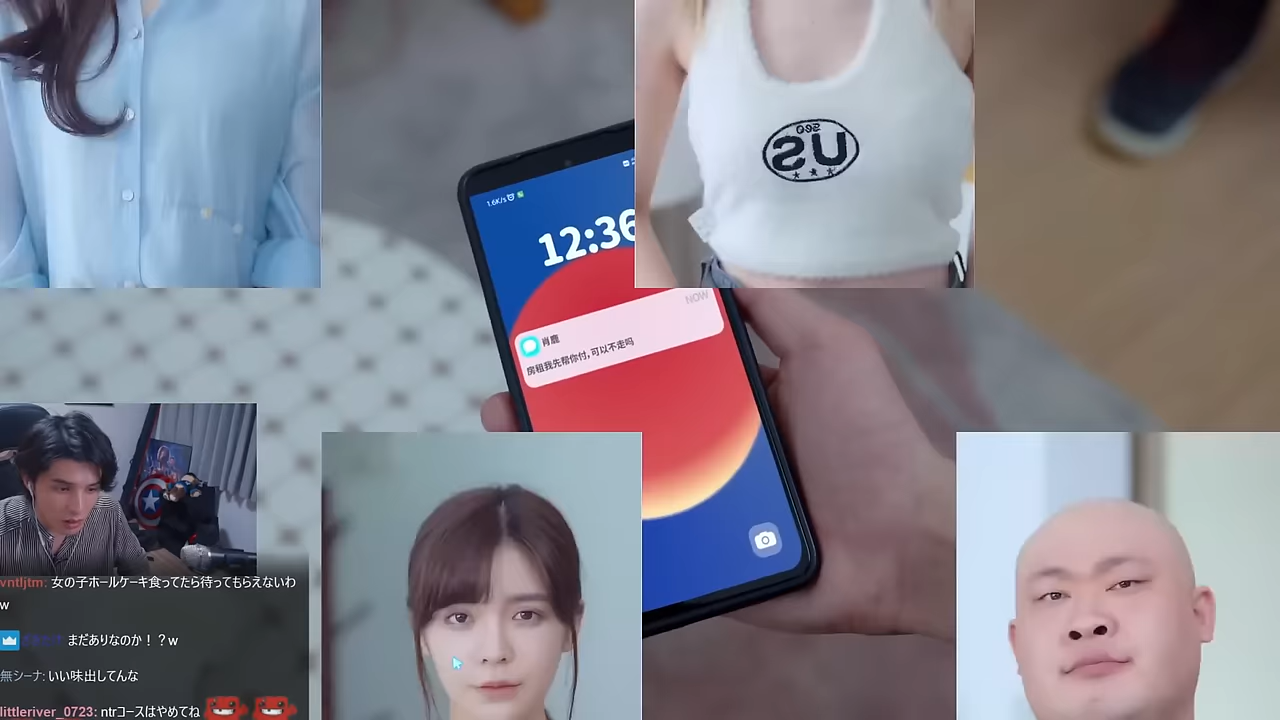 1.6K/s
12:36
SEOG
US
NOW
肖鹿
房租我先帮你付,可以不走吗
vntljtm: 女の子ホールケーキ食ってたら待ってもらえないわ
w
まだありなのか！？w
無シーナ: いい味出してんな
littleriver_0723: ntrコースはやめてね